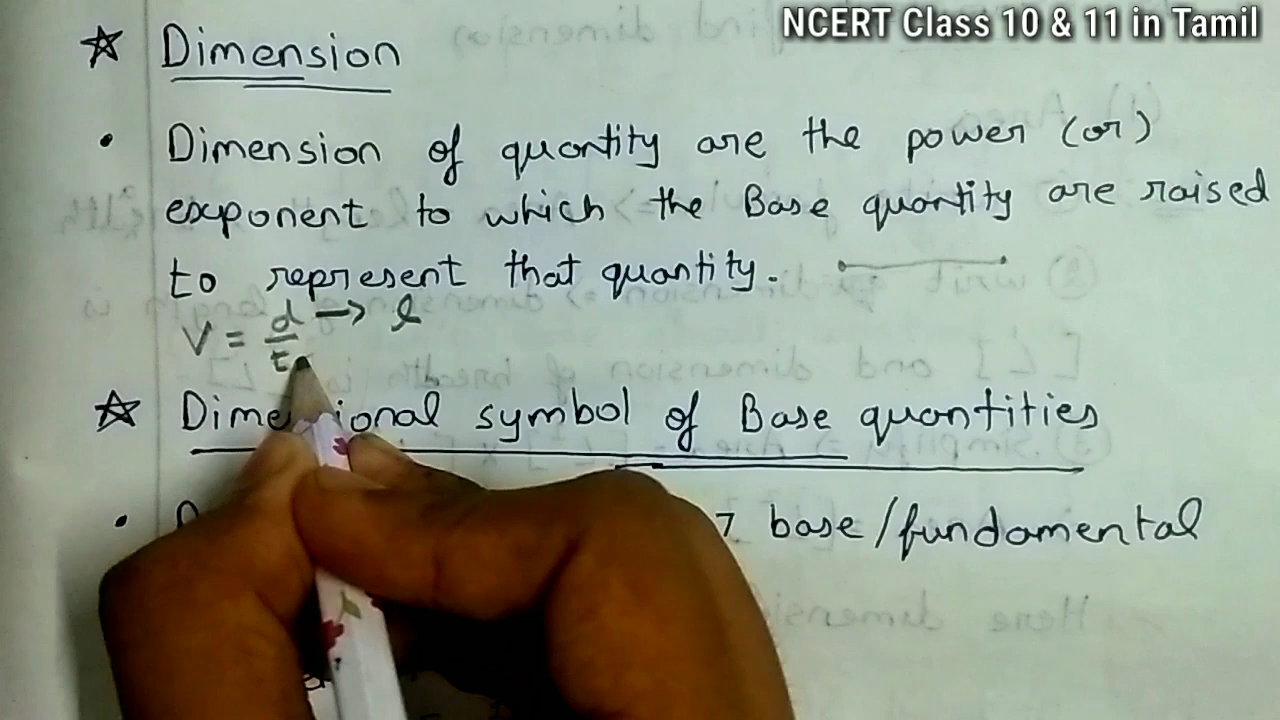 NCERT Class 10 & 11 in Tamil
☆ Dimension
• Dimension of quantity are the power (or)
exponent to which the Base quantity are raised
to represent that quantity.
V = d/t → l
☆ Dimensional symbol of Base quantities
• 7 base/fundamental